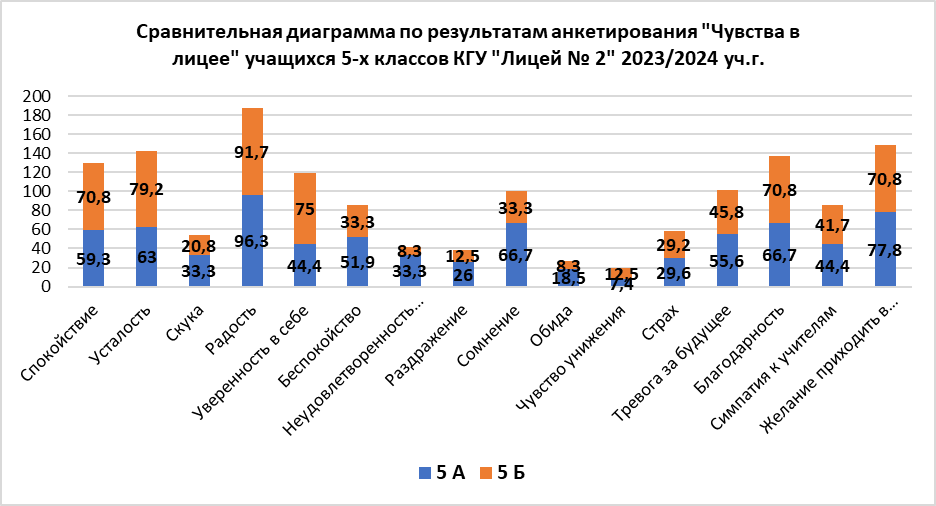 Сравнительная диаграмма по результатам анкетирования "Чувства в
лицее" учащихся 5-х классов КГУ "Лицей № 2" 2023/2024 уч.г.
200
180
160
140
120
100
80
60
40
20
0
70,8 79,2 20,8 91,7 75 33,3 8,3 12,5 33,3 8,3 12,5 29,2 45,8 70,8 41,7 70,8
59,3 63 33,3 96,3 44,4 51,9 33,3 26 66,7 18,5 7,4 29,6 55,6 66,7 44,4 77,8
Спокойствие
Усталость
Скука
Радость
Уверенность в себе
Беспокойство
Неудовлетворенность...
Раздражение
Сомнение
Обида
Чувство унижения
Страх
Тревога за будущее
Благодарность
Симпатия к учителям
Желание приходить в...
5 А 5 Б